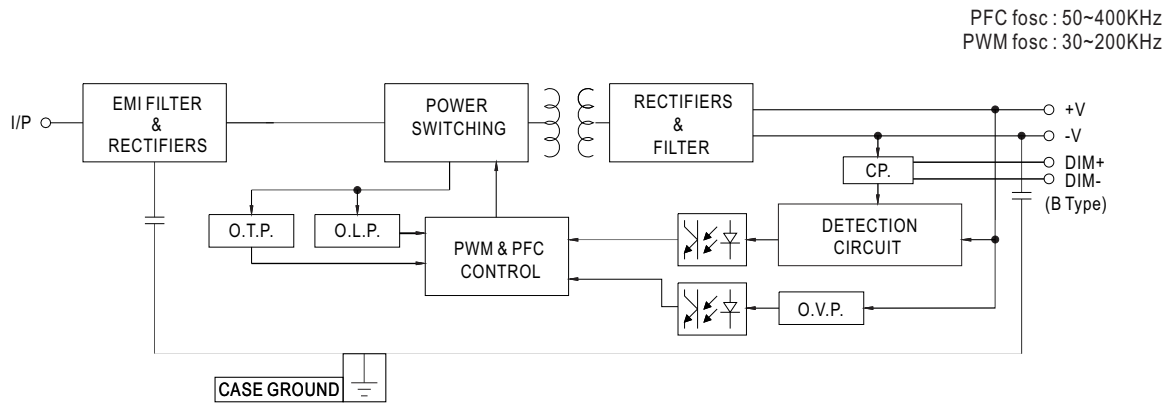 PFC fosc : 50~400KHz
PWM fosc : 30~200KHz
I/P
EMI FILTER
&
RECTIFIERS
POWER
SWITCHING
RECTIFIERS
&
FILTER
+V
-V
DIM+
DIM-
(B Type)
CP.
O.T.P.
O.L.P.
PWM & PFC
CONTROL
DETECTION
CIRCUIT
O.V.P.
CASE GROUND